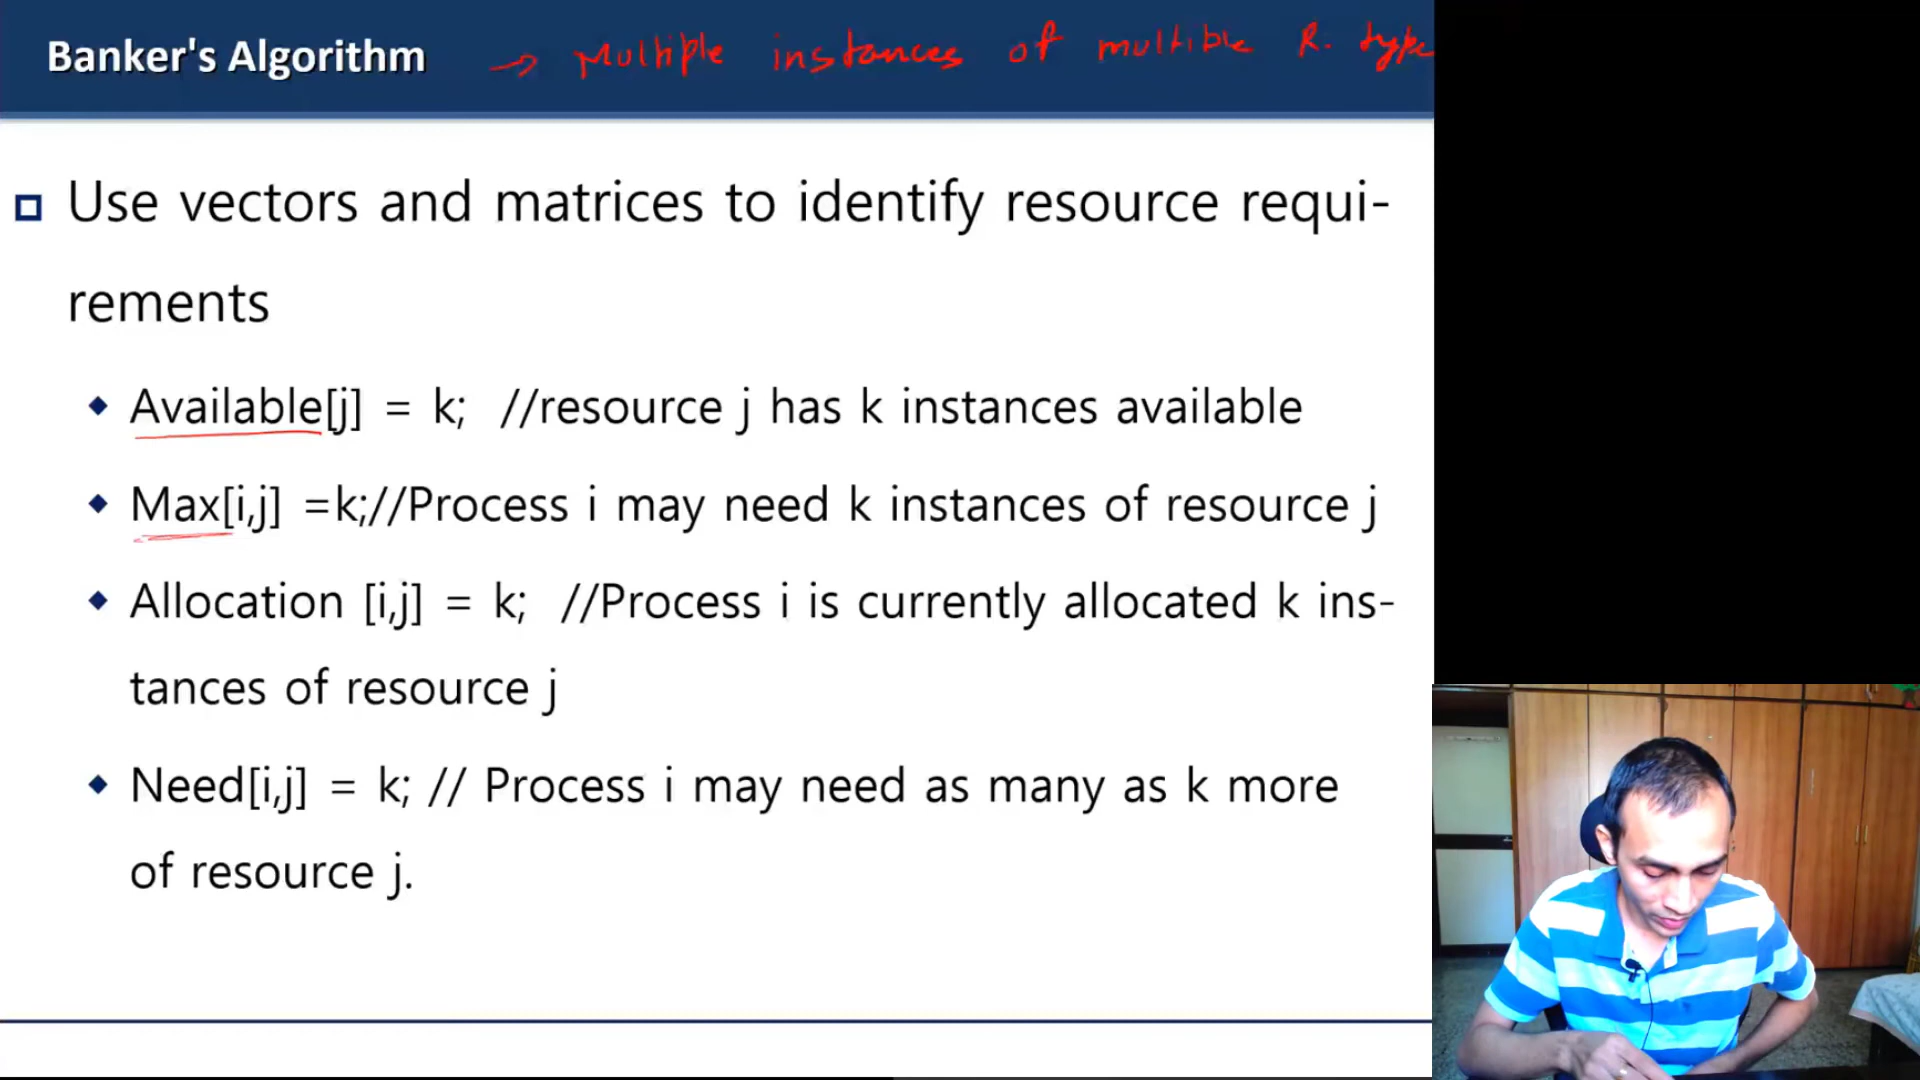 Banker's Algorithm → Multiple instances of multible R. type
Use vectors and matrices to identify resource requi-
rements
Available[j] = k; //resource j has k instances available
Max[i,j] =k;//Process i may need k instances of resource j
Allocation [i,j] = k; //Process i is currently allocated k ins-
tances of resource j
Need[i,j] = k; // Process i may need as many as k more
of resource j.